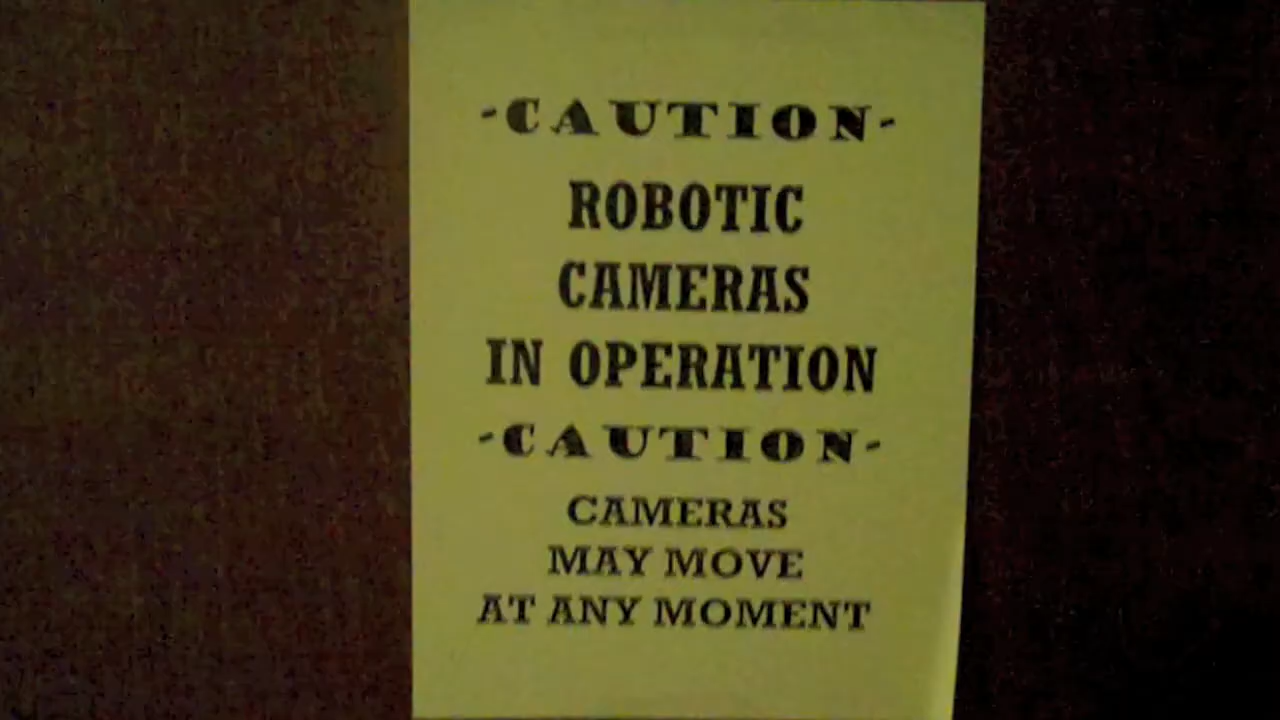 -CAUTION-
ROBOTIC
CAMERAS
IN OPERATION
-CAUTION-
CAMERAS
MAY MOVE
AT ANY MOMENT